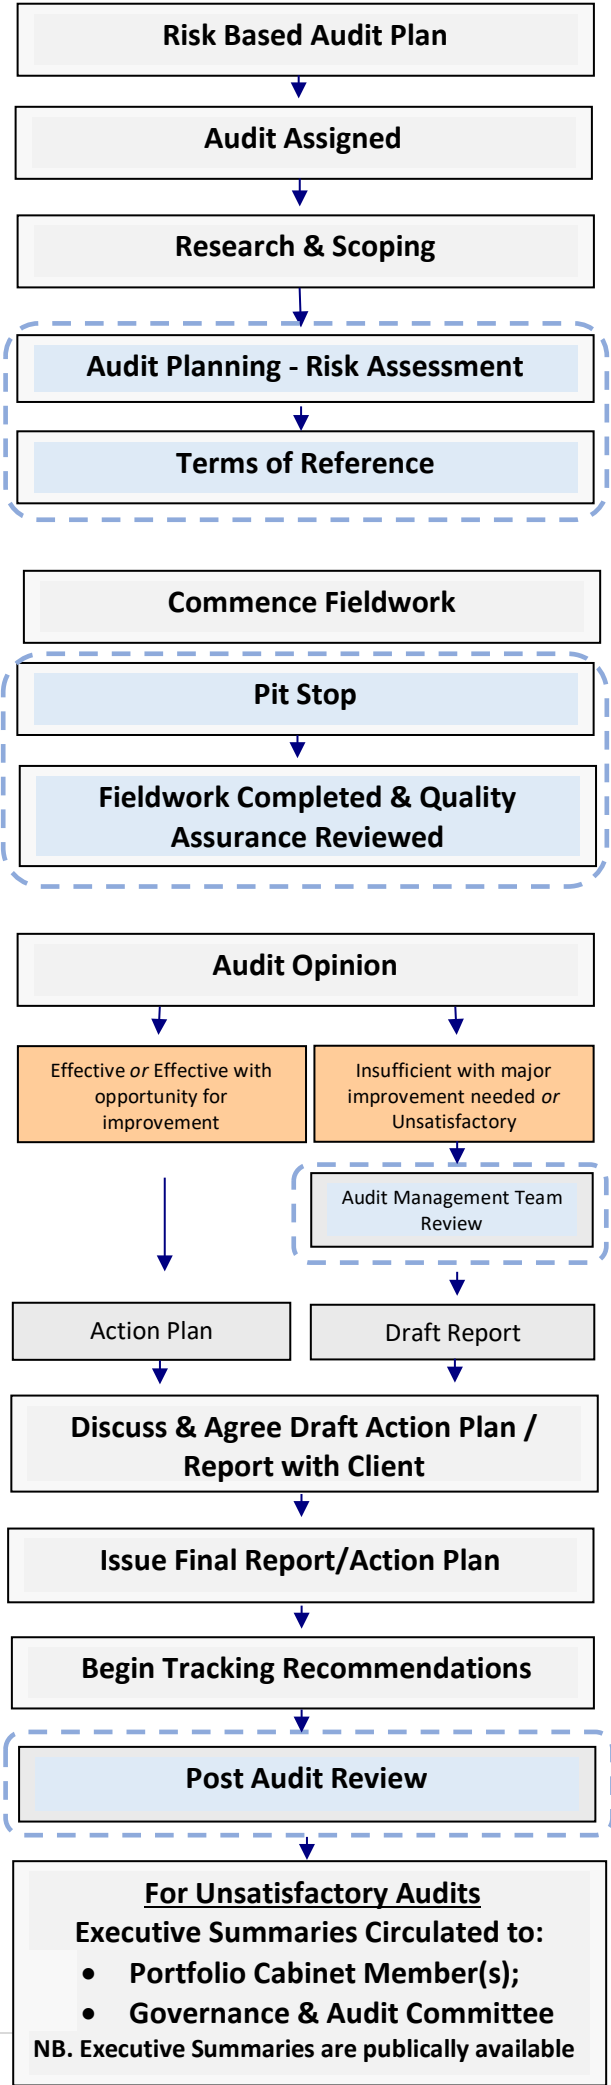 Risk Based Audit Plan
Audit Assigned
Research & Scoping
Audit Planning - Risk Assessment
Terms of Reference
Commence Fieldwork
Pit Stop
Fieldwork Completed & Quality
Assurance Reviewed
Audit Opinion
Effective or Effective with
opportunity for
improvement
Insufficient with major
improvement needed or
Unsatisfactory
Audit Management Team
Review
Action Plan
Draft Report
Discuss & Agree Draft Action Plan /
Report with Client
Issue Final Report/Action Plan
Begin Tracking Recommendations
Post Audit Review
For Unsatisfactory Audits
Executive Summaries Circulated to:
• Portfolio Cabinet Member(s);
• Governance & Audit Committee
NB. Executive Summaries are publically available